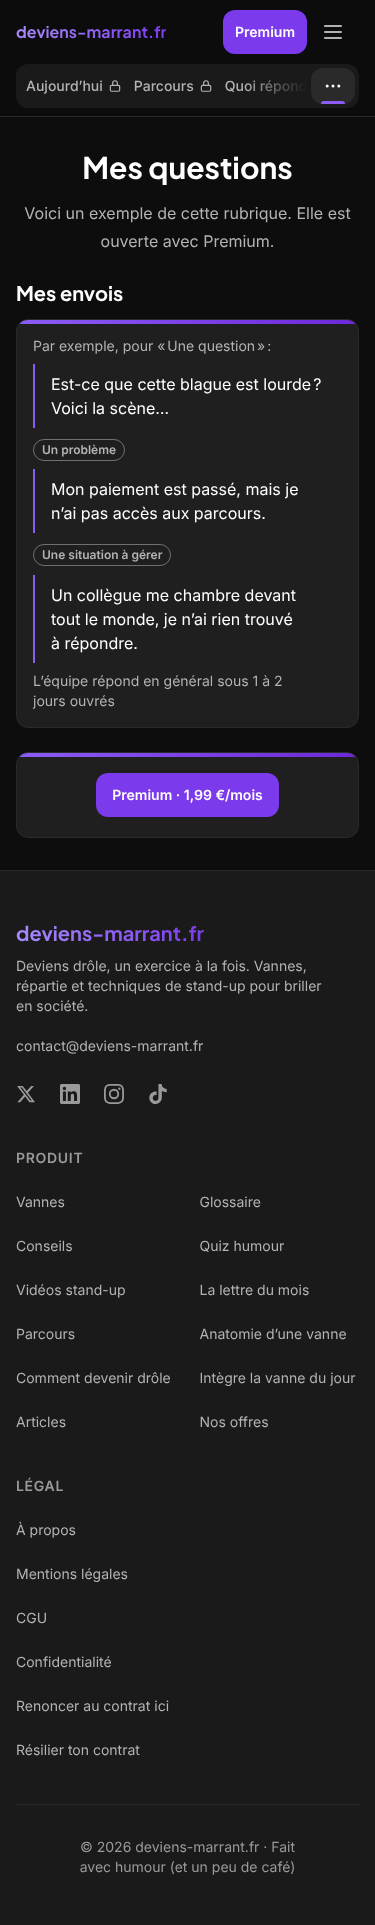 deviens-marrant.fr
Premium
Aujourd’hui
Parcours
Quoi répond
Mes questions
Voici un exemple de cette rubrique. Elle est
ouverte avec Premium.
Mes envois
Par exemple, pour « Une question » :
Est-ce que cette blague est lourde ?
Voici la scène…
Un problème
Mon paiement est passé, mais je
n’ai pas accès aux parcours.
Une situation à gérer
Un collègue me chambre devant
tout le monde, je n’ai rien trouvé
à répondre.
L’équipe répond en général sous 1 à 2
jours ouvrés
Premium · 1,99 €/mois
deviens-marrant.fr
Deviens drôle, un exercice à la fois. Vannes,
répartie et techniques de stand-up pour briller
en société.
contact@deviens-marrant.fr
PRODUIT
Vannes
Glossaire
Conseils
Quiz humour
Vidéos stand-up
La lettre du mois
Parcours
Anatomie d’une vanne
Comment devenir drôle
Intègre la vanne du jour
Articles
Nos offres
LÉGAL
À propos
Mentions légales
CGU
Confidentialité
Renoncer au contrat ici
Résilier ton contrat
© 2026 deviens-marrant.fr · Fait
avec humour (et un peu de café)